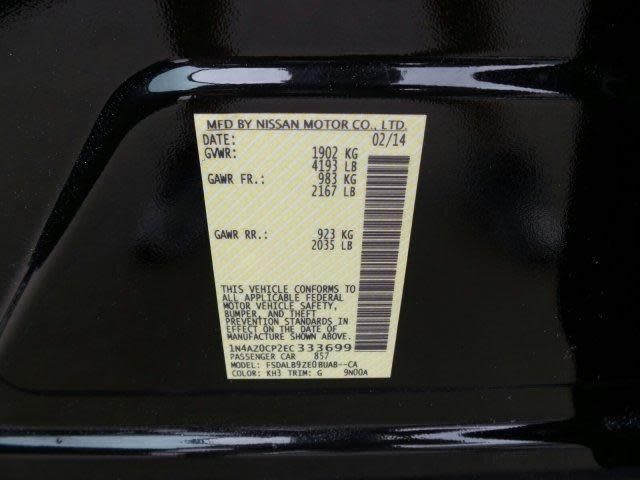 MFD BY NISSAN MOTOR CO., LTD.
DATE: 02/14
GVWR: 1902 KG
4193 LB
GAWR FR.: 983 KG
2167 LB
GAWR RR.: 923 KG
2035 LB
THIS VEHICLE CONFORMS TO
ALL APPLICABLE FEDERAL
MOTOR VEHICLE SAFETY,
BUMPER, AND THEFT
PREVENTION STANDARDS IN
EFFECT ON THE DATE OF
MANUFACTURE SHOWN ABOVE.
1N4AZ0CP2EC333699
PASSENGER CAR 857
MODEL: FSDALB9ZE0BUAB--CA
COLOR: KH3 TRIM: G 9N00A